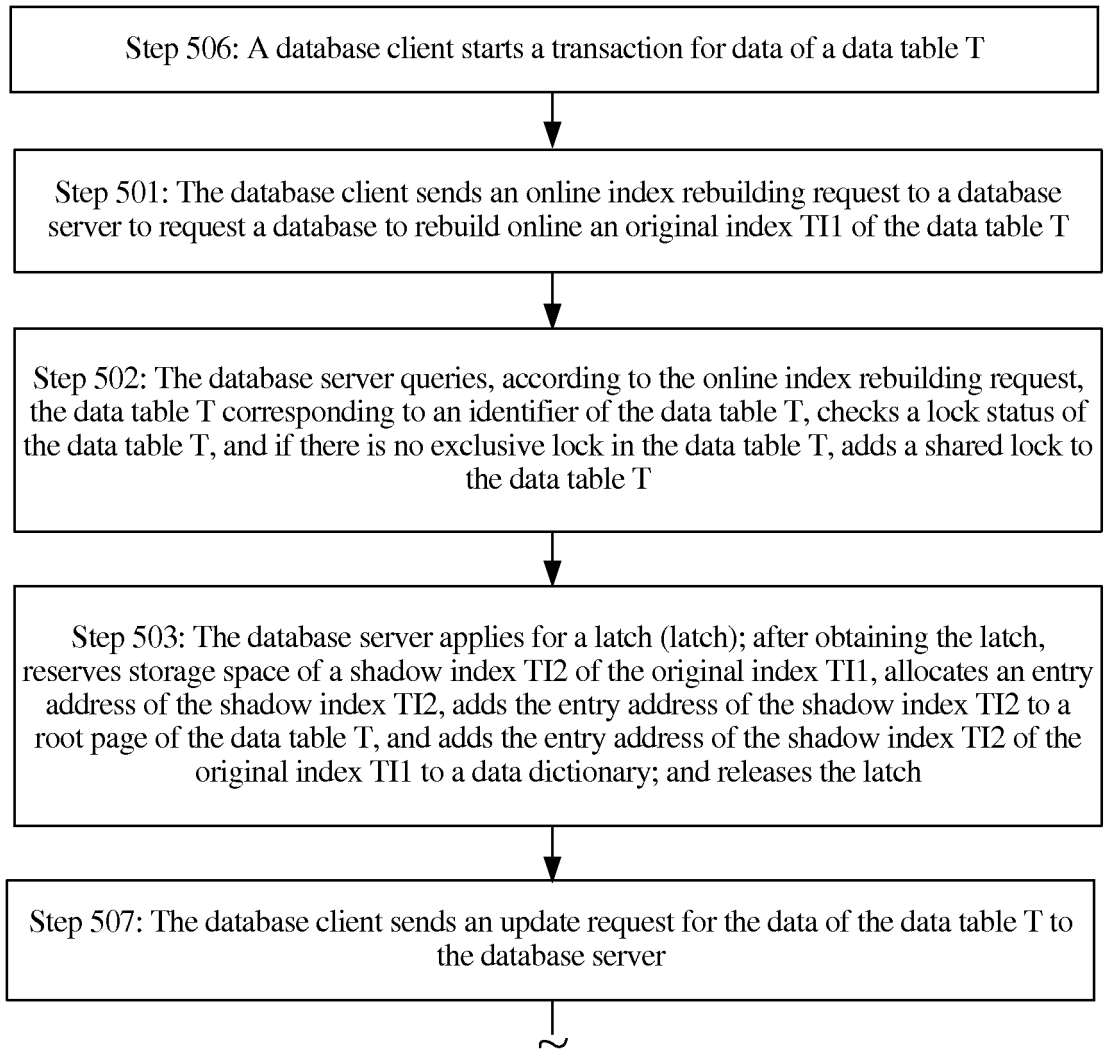 Step 506: A database client starts a transaction for data of a data table T
Step 501: The database client sends an online index rebuilding request to a database
server to request a database to rebuild online an original index TI1 of the data table T
Step 502: The database server queries, according to the online index rebuilding request,
the data table T corresponding to an identifier of the data table T, checks a lock status of
the data table T, and if there is no exclusive lock in the data table T, adds a shared lock to
the data table T
Step 503: The database server applies for a latch (latch); after obtaining the latch,
reserves storage space of a shadow index TI2 of the original index TI1, allocates an entry
address of the shadow index TI2, adds the entry address of the shadow index TI2 to a
root page of the data table T, and adds the entry address of the shadow index TI2 of the
original index TI1 to a data dictionary; and releases the latch
Step 507: The database client sends an update request for the data of the data table T to
the database server